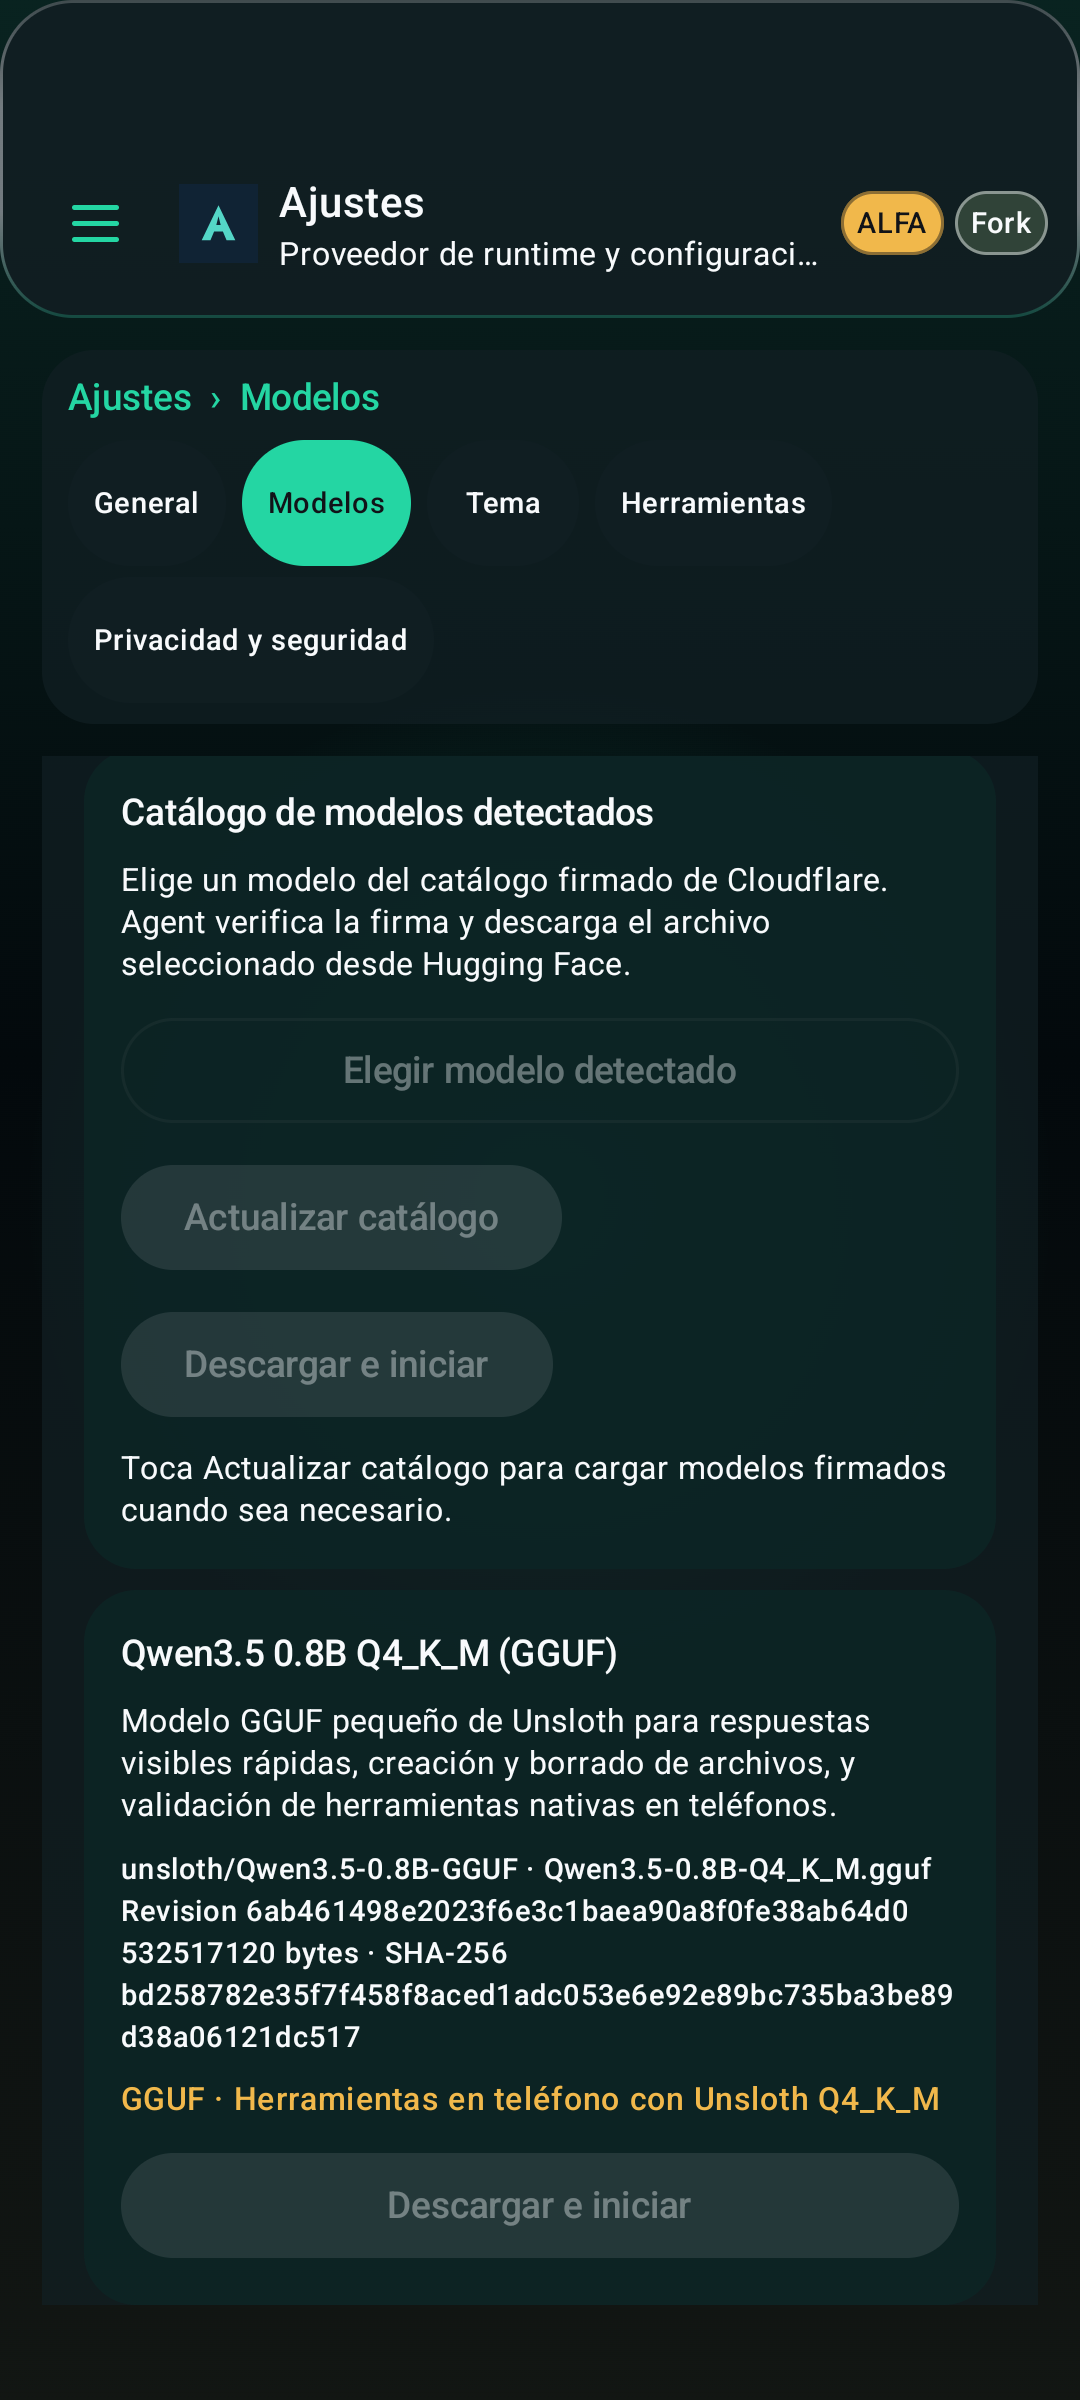 Ajustes
Proveedor de runtime y configuraci…
ALFA
Fork
Ajustes › Modelos
General
Modelos
Tema
Herramientas
Privacidad y seguridad
Catálogo de modelos detectados
Elige un modelo del catálogo firmado de Cloudflare.
Agent verifica la firma y descarga el archivo
seleccionado desde Hugging Face.
Elegir modelo detectado
Actualizar catálogo
Descargar e iniciar
Toca Actualizar catálogo para cargar modelos firmados
cuando sea necesario.
Qwen3.5 0.8B Q4_K_M (GGUF)
Modelo GGUF pequeño de Unsloth para respuestas
visibles rápidas, creación y borrado de archivos, y
validación de herramientas nativas en teléfonos.
unsloth/Qwen3.5-0.8B-GGUF · Qwen3.5-0.8B-Q4_K_M.gguf
Revision 6ab461498e2023f6e3c1baea90a8f0fe38ab64d0
532517120 bytes · SHA-256
bd258782e35f7f458f8aced1adc053e6e92e89bc735ba3be89
d38a06121dc517
GGUF · Herramientas en teléfono con Unsloth Q4_K_M
Descargar e iniciar